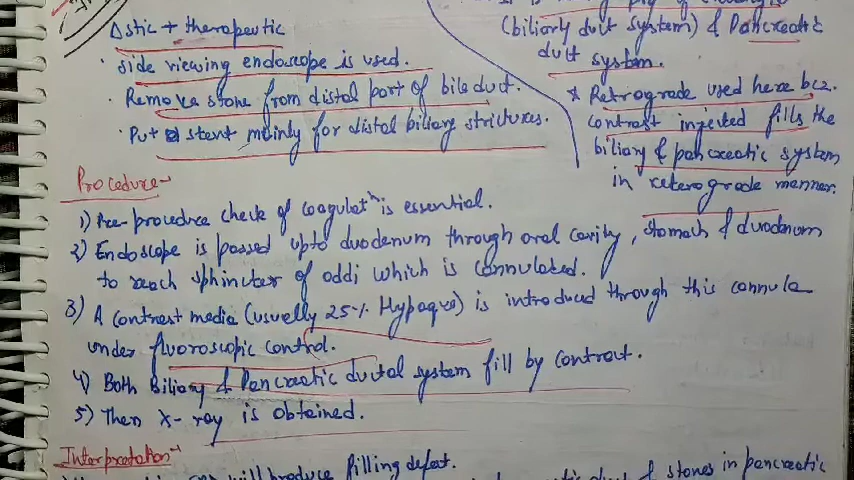 Δstic + therapeutic
· side viewing endoscope is used.
· Remove stone from distal part of bile duct.
· Put stent mainly for distal biliary strictures.
(biliary duct system) & Pancreatic
duct system.
* Retrograde used here bcz.
contrast injected fills the
biliary & pancreatic system
in reterograde manner.
Procedure-
1) Pre-procedure check of coagulatⁿ is essential.
2) Endoscope is passed upto duodenum through oral cavity, stomach & duodenum
to reach sphincter of oddi which is cannulated.
3) A contrast media (usually 25% Hypaque) is introduced through this cannula
under fluoroscopic control.
4) Both Biliary & Pancreatic ductal system fill by contrast.
5) Then X-ray is obtained.
Interpretation-
will produce filling defect.
duct & stones in pancreatic